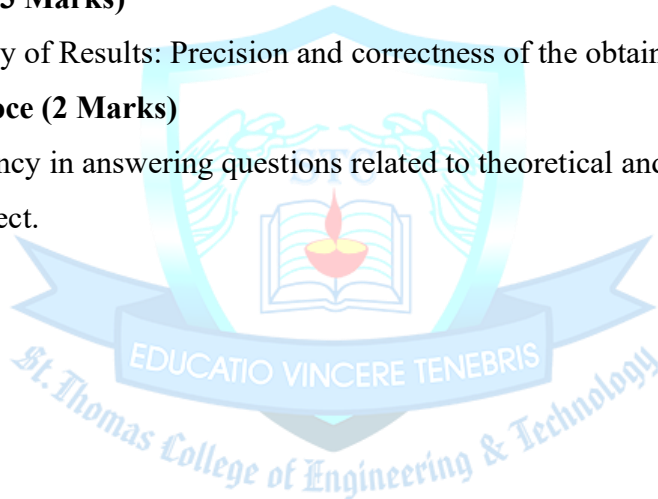 Marks)
y of Results: Precision and correctness of the obtain
oce (2 Marks)
ncy in answering questions related to theoretical and
ect.
STC
EDUCATIO VINCERE TENEBRIS
St. Thomas College of Engineering & Technology